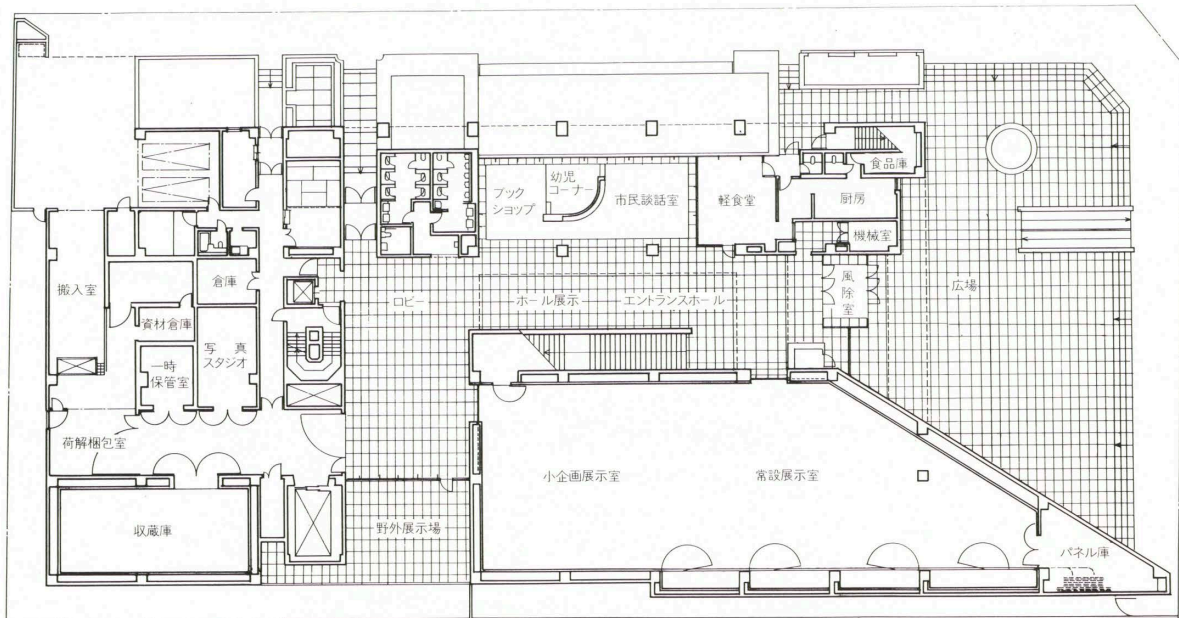 食品庫
ブック
ショップ
幼児
コーナー
市民談話室
軽食堂
厨房
機械室
搬入室
倉庫
ロビー
ホール展示
エントランスホール
風除室
広場
資材倉庫
写真
スタジオ
一時
保管室
荷解梱包室
小企画展示室
常設展示室
収蔵庫
野外展示場
パネル庫